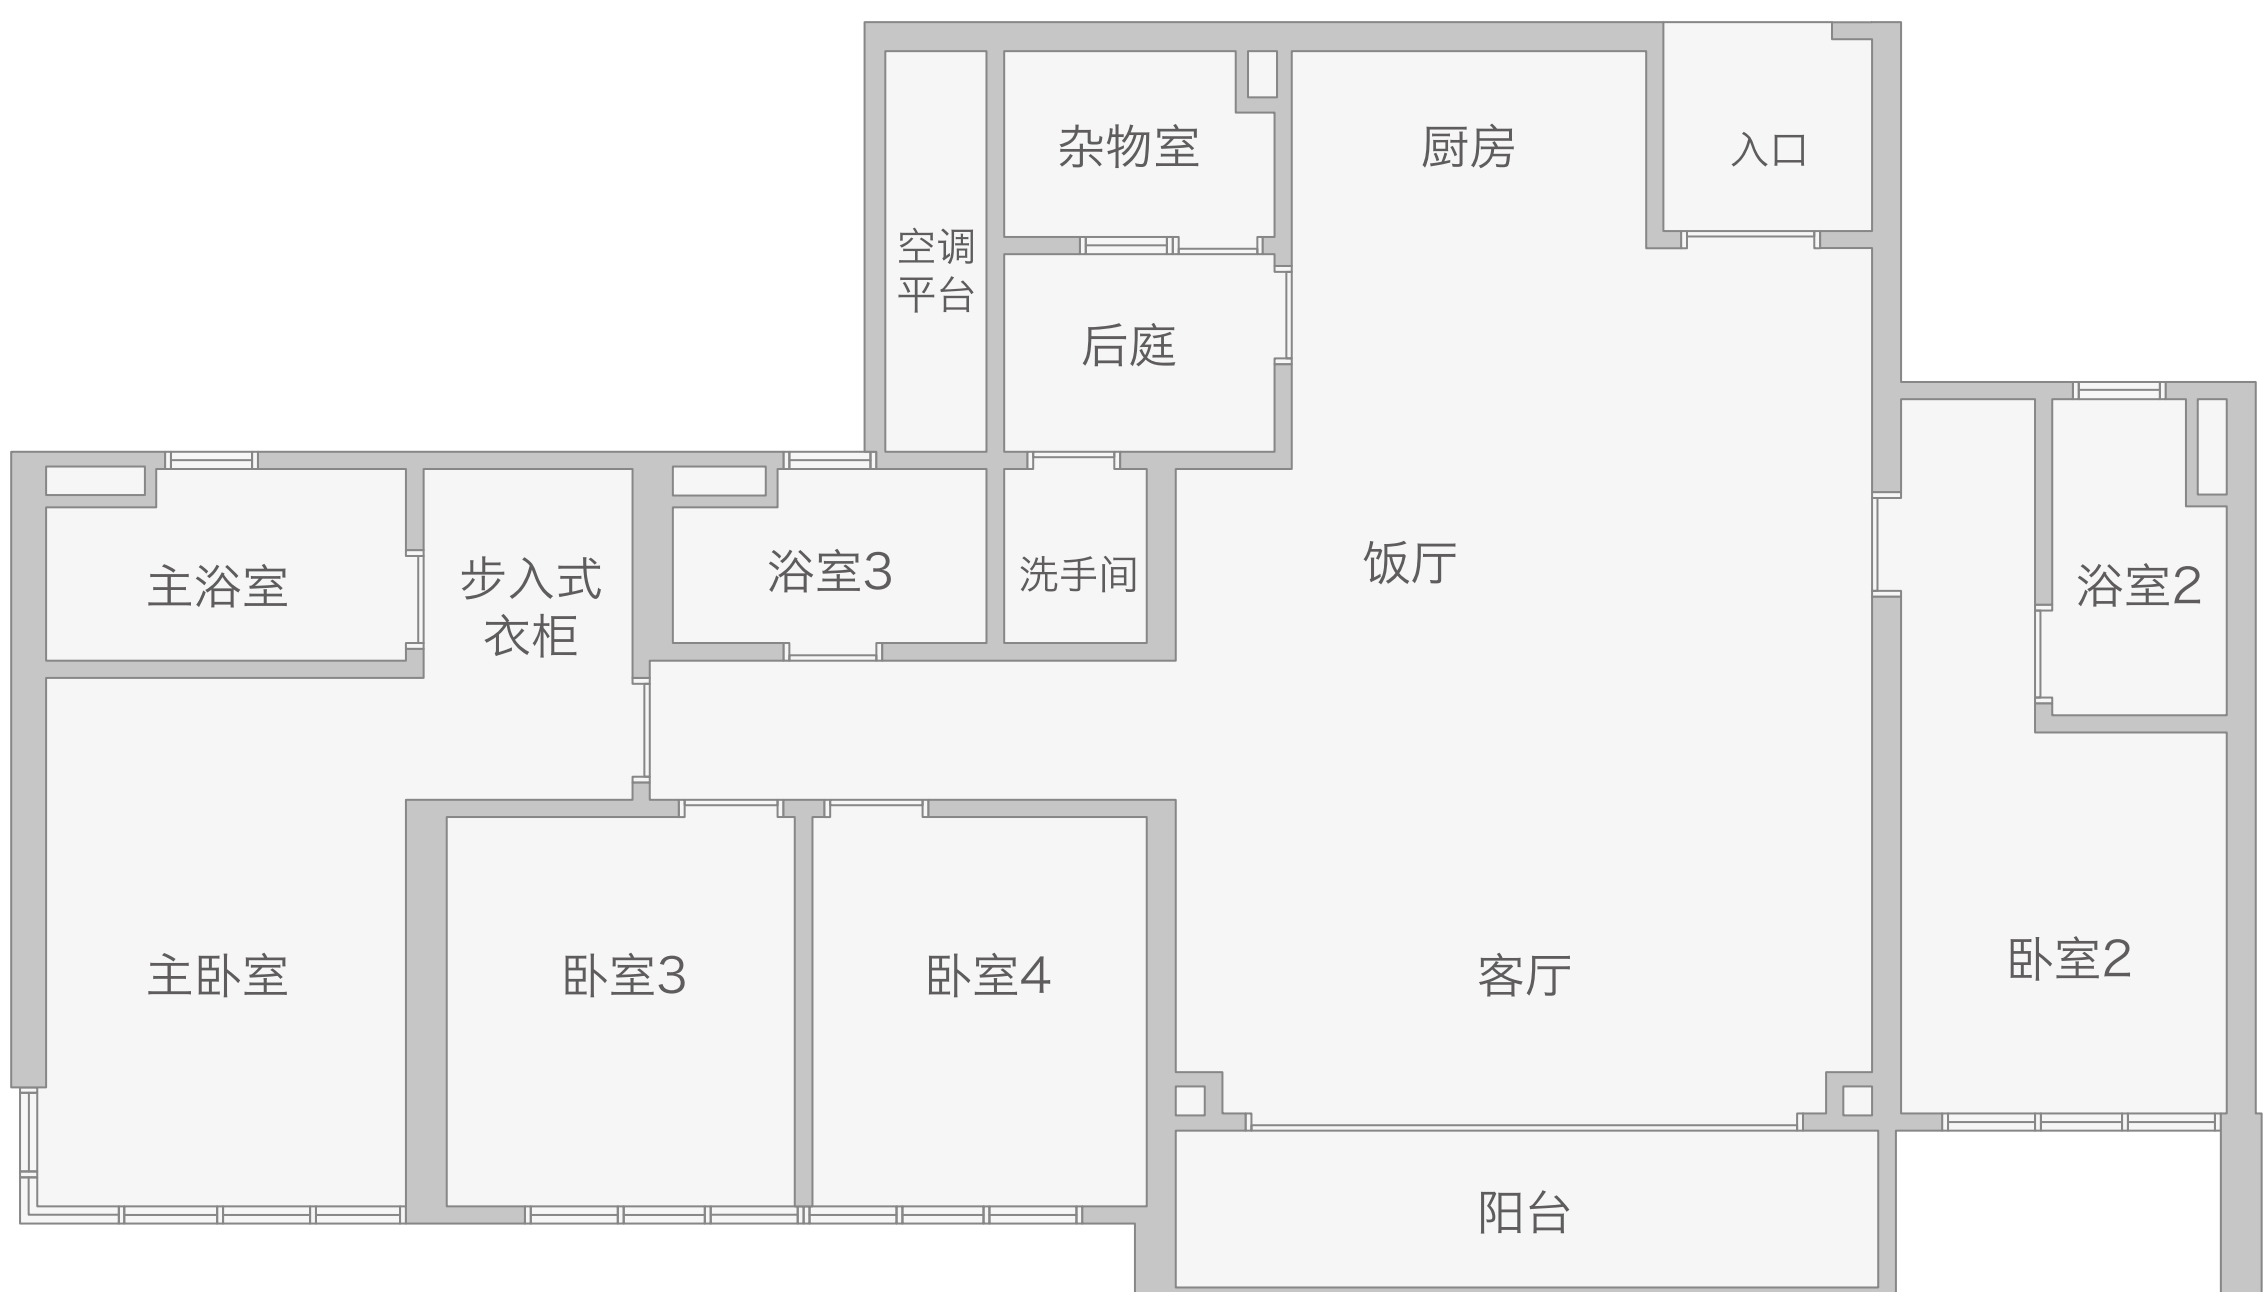 杂物室
厨房
入口
空调
平台
后庭
步入式
衣柜
主浴室
浴室3
洗手间
饭厅
浴室2
主卧室
卧室3
卧室4
客厅
卧室2
阳台